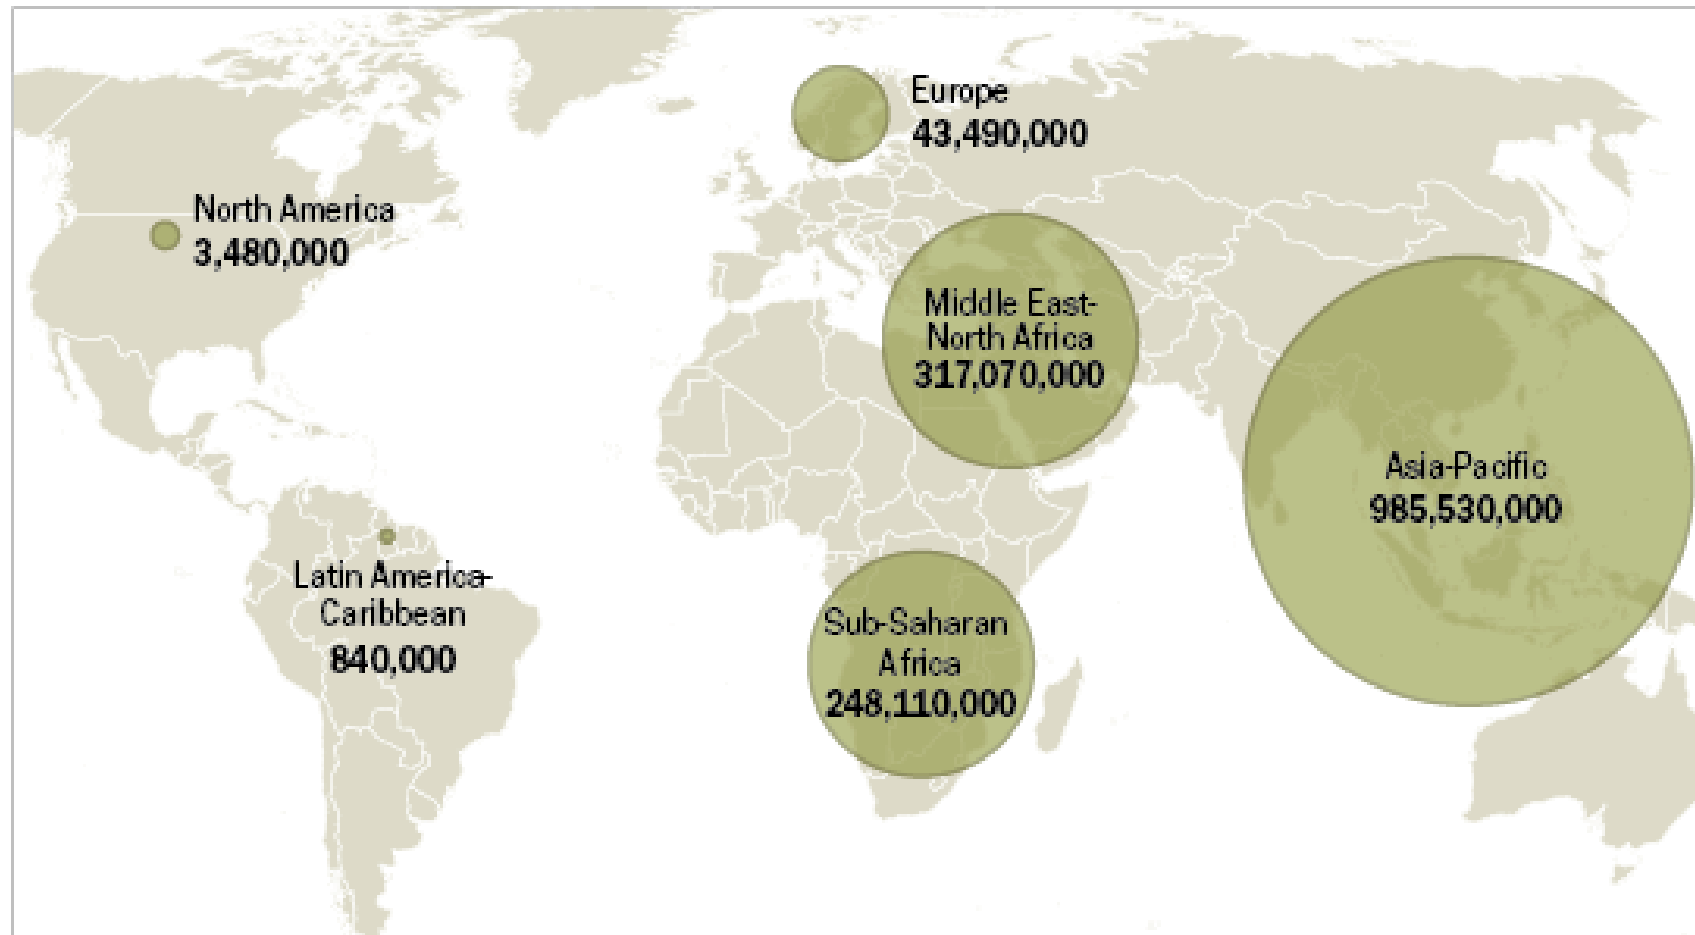 Europe
43,490,000
North America
3,480,000
Middle East-
North Africa
317,070,000
Asia-Pacific
985,530,000
Latin America-
Caribbean
840,000
Sub-Saharan
Africa
248,110,000